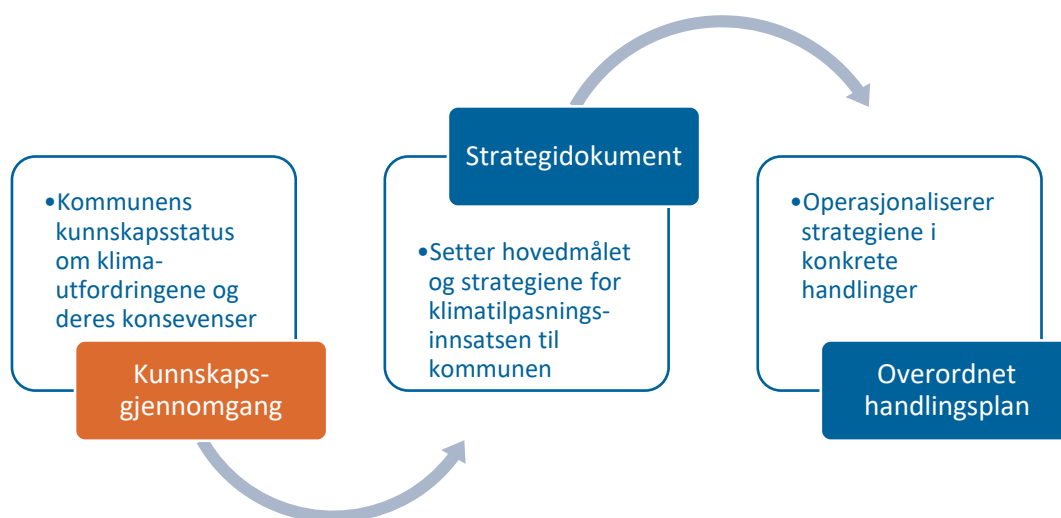 •Kommunens
kunnskapsstatus
om klima-
utfordringene og
deres konsevenser
Kunnskaps-
gjennomgang
Strategidokument
•Setter hovedmålet
og strategiene for
klimatilpasnings-
innsatsen til
kommunen
•Operasjonaliserer
strategiene i
konkrete
handlinger
Overordnet
handlingsplan